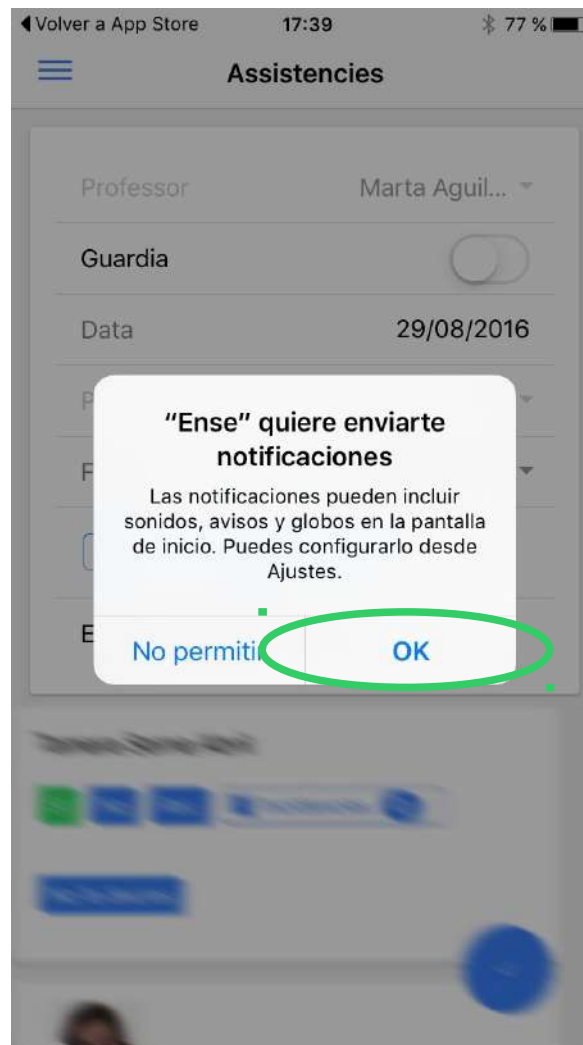 Volver a App Store 17:39 77 %
Assistencies
Professor Marta Aguil...
Guardia
Data 29/08/2016
P
“Ense” quiere enviarte
notificaciones
F
Las notificaciones pueden incluir
sonidos, avisos y globos en la pantalla
de inicio. Puedes configurarlo desde
Ajustes.
E
No permitir OK